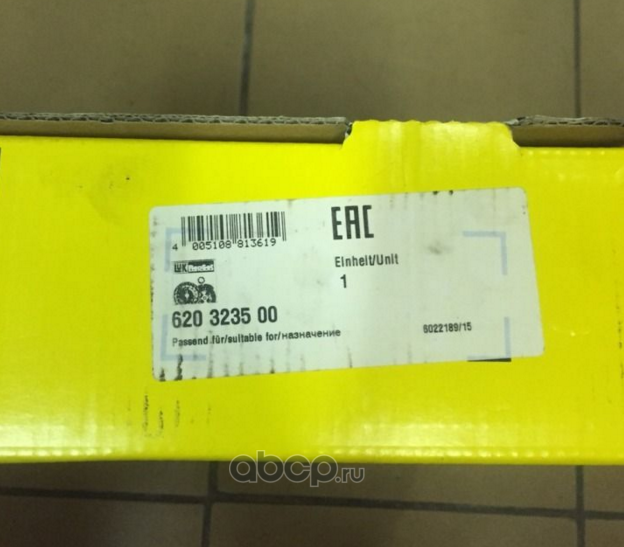 4 005108 813619
EAC
LUK RepSet
Einheit/Unit
1
620 3235 00
Passend für/suitable for/назначение
6022189/15
abcp.ru